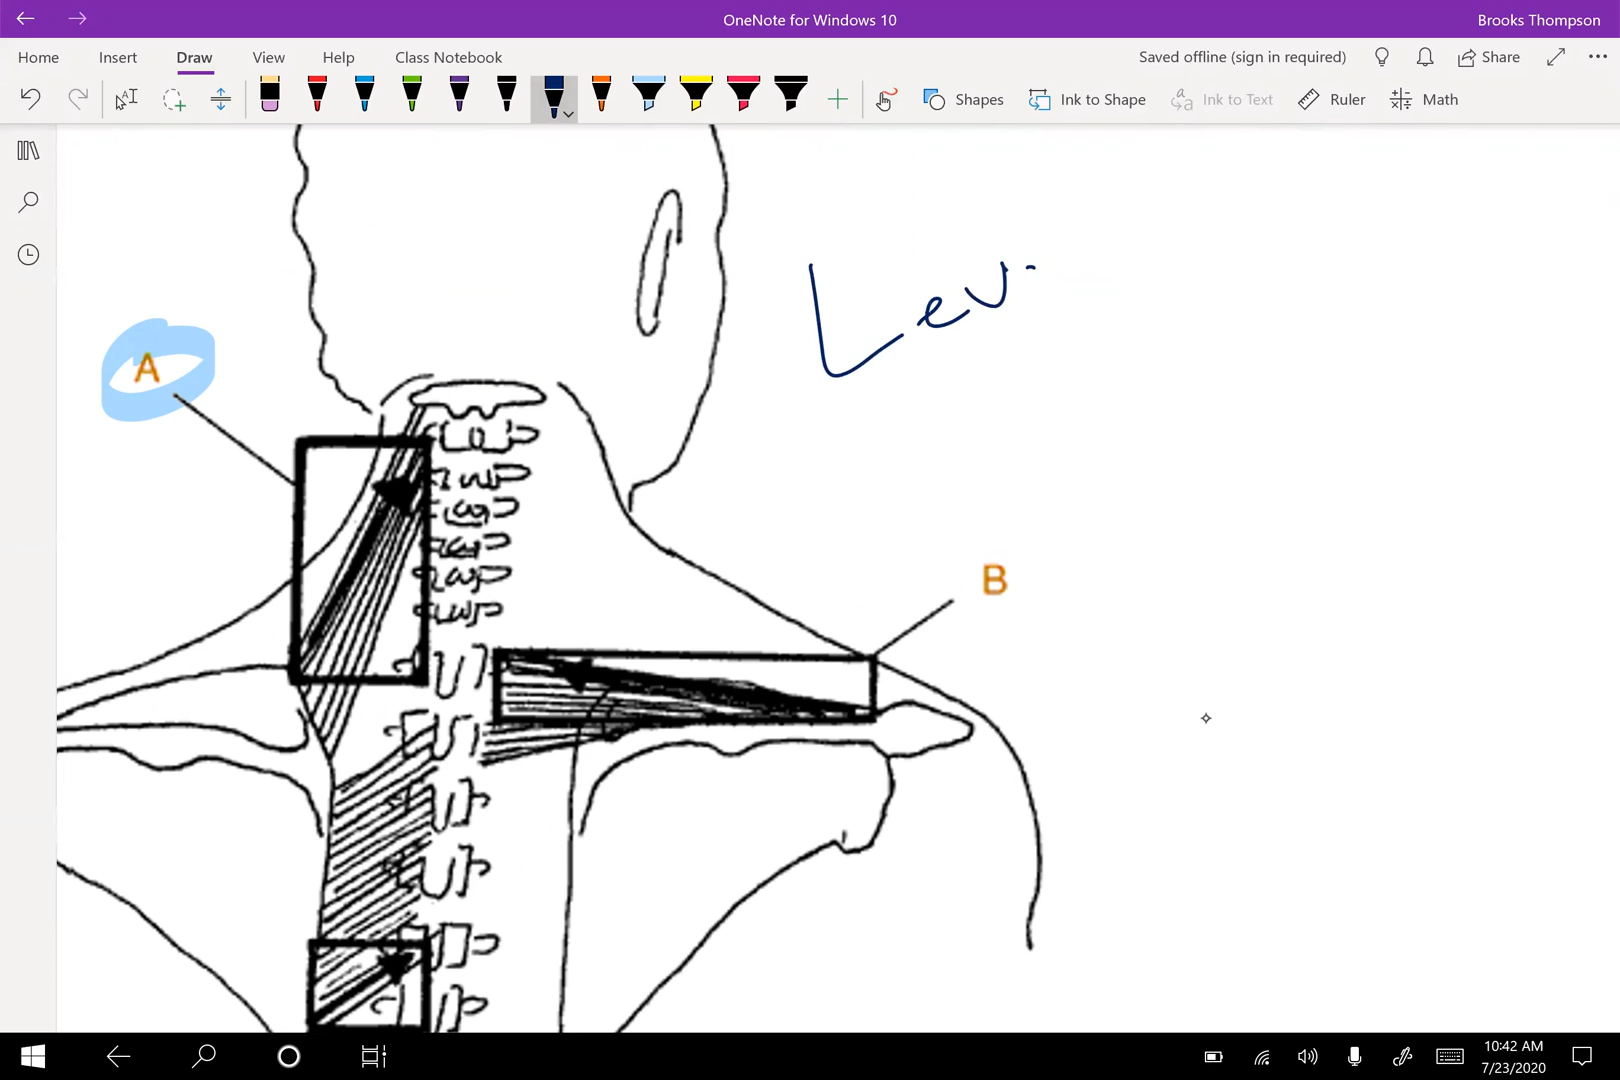 OneNote for Windows 10
Brooks Thompson
Home Insert Draw View Help Class Notebook
Saved offline (sign in required) Share
Shapes Ink to Shape Ink to Text Ruler Math
Lev
A
B
10:42 AM
7/23/2020